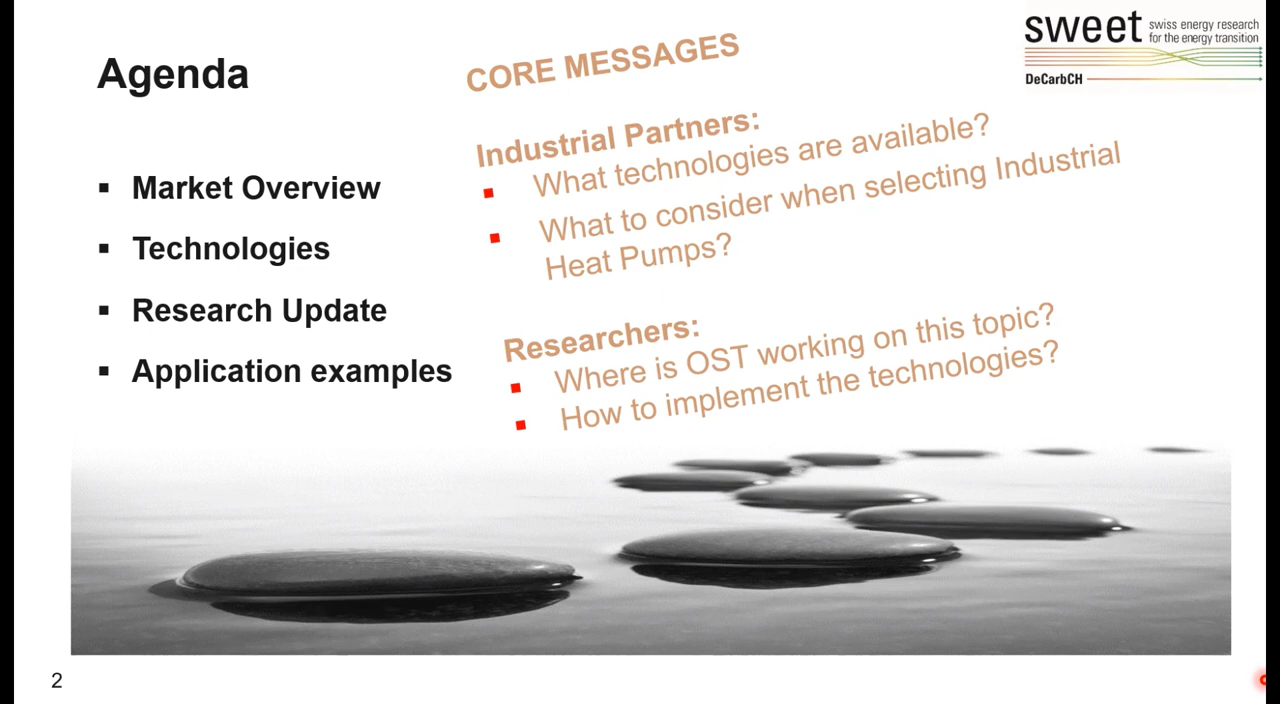 Agenda
▪ Market Overview
▪ Technologies
▪ Research Update
▪ Application examples
CORE MESSAGES
Industrial Partners:
▪ What technologies are available?
▪ What to consider when selecting Industrial
Heat Pumps?
Researchers:
▪ Where is OST working on this topic?
▪ How to implement the technologies?
sweet
swiss energy research
for the energy transition
DeCarbCH
2